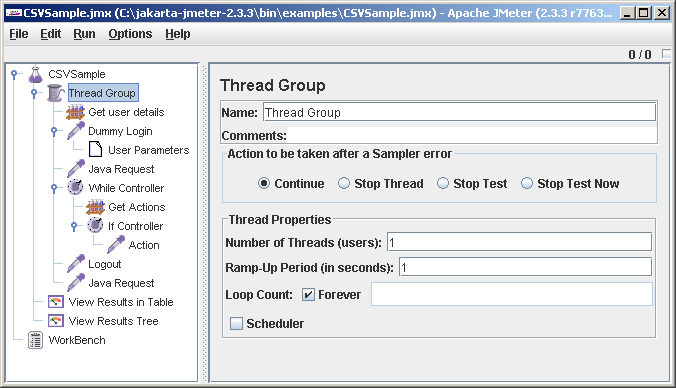 CSVSample.jmx (C:\jakarta-jmeter-2.3.3\bin\examples\CSVSample.jmx) - Apache JMeter (2.3.3 r7763...
File Edit Run Options Help
0 / 0
CSVSample
Thread Group
Get user details
Dummy Login
User Parameters
Java Request
While Controller
Get Actions
If Controller
Action
Logout
Java Request
View Results in Table
View Results Tree
WorkBench
Thread Group
Name: Thread Group
Comments:
Action to be taken after a Sampler error
Continue Stop Thread Stop Test Stop Test Now
Thread Properties
Number of Threads (users): 1
Ramp-Up Period (in seconds): 1
Loop Count: Forever
Scheduler